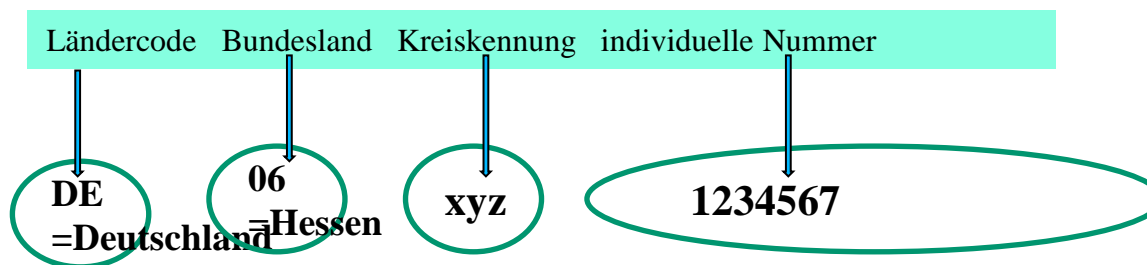 Ländercode Bundesland Kreiskennung individuelle Nummer
DE
=Deutschland
06
=Hessen
xyz
1234567